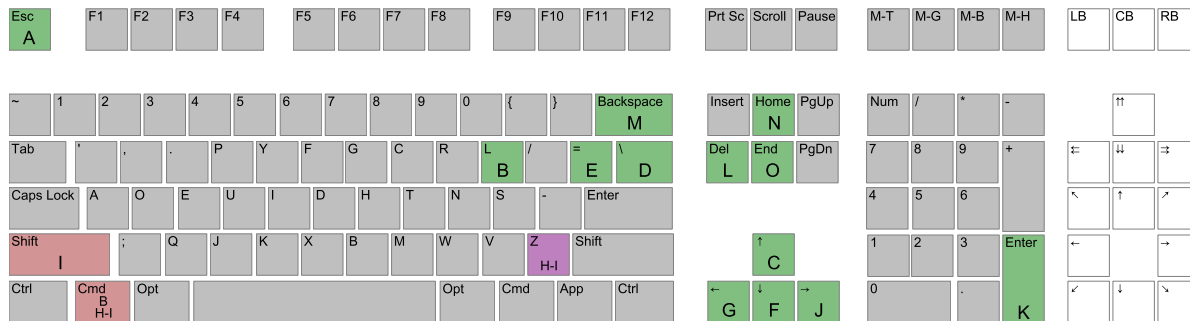 Esc F1 F2 F3 F4 F5 F6 F7 F8 F9 F10 F11 F12 Prt Sc Scroll Pause M-T M-G M-B M-H LB CB RB
A
~ 1 2 3 4 5 6 7 8 9 0 { } Backspace Insert Home PgUp Num / * - ⇈
M N
Tab ' , . P Y F G C R L / = \ Del End PgDn 7 8 9 + ⇇ ⇊ ⇉
B E D L O
Caps Lock A O E U I D H T N S - Enter 4 5 6 ↖ ↑ ↗
Shift ; Q J K X B M W V Z Shift ↑ 1 2 3 Enter ← →
I H-I C
Ctrl Cmd Opt Opt Cmd App Ctrl ← ↓ → 0 . ↙ ↓ ↘
B
H-I G F J K